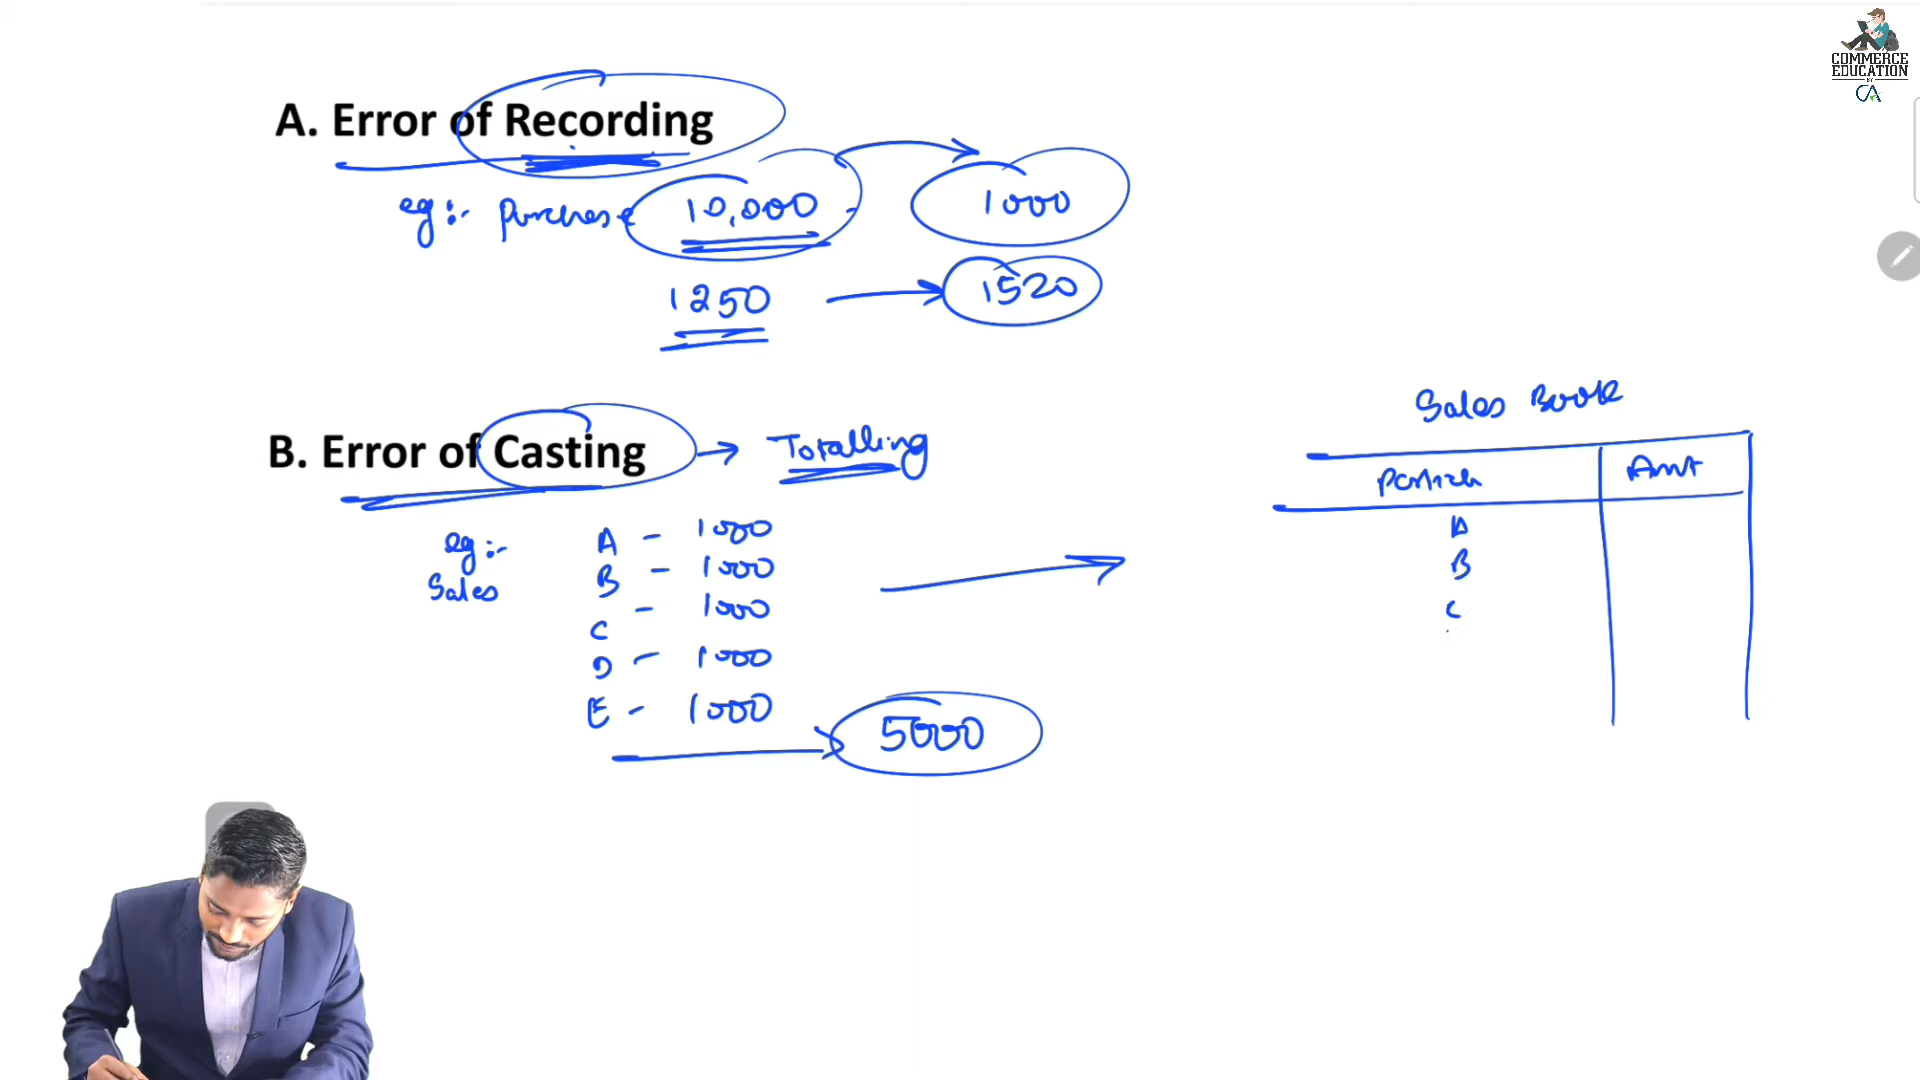 COMMERCE
EDUCATION
BY
CA
A. Error of Recording
eg:- purchase 10,000 - 1000
1250 1520
B. Error of Casting → Totalling
eg:-
Sales
A - 1000
B - 1000
C - 1000
D - 1000
E - 1000
5000
Sales Book
Amt
A
B
C